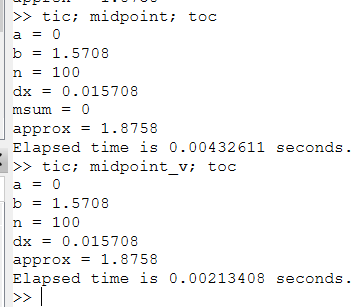 >> tic; midpoint; toc
a = 0
b = 1.5708
n = 100
dx = 0.015708
msum = 0
approx = 1.8758
Elapsed time is 0.00432611 seconds.
>> tic; midpoint_v; toc
a = 0
b = 1.5708
n = 100
dx = 0.015708
approx = 1.8758
Elapsed time is 0.00213408 seconds.
>>